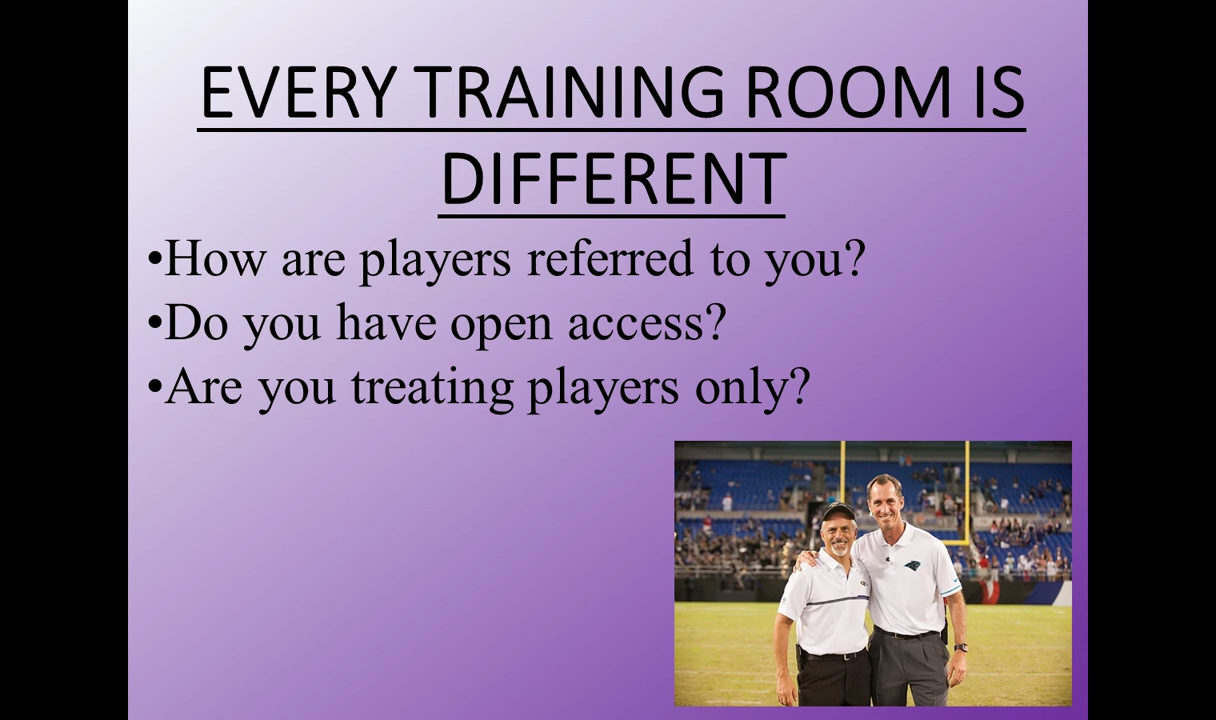 EVERY TRAINING ROOM IS
DIFFERENT
•How are players referred to you?
•Do you have open access?
•Are you treating players only?